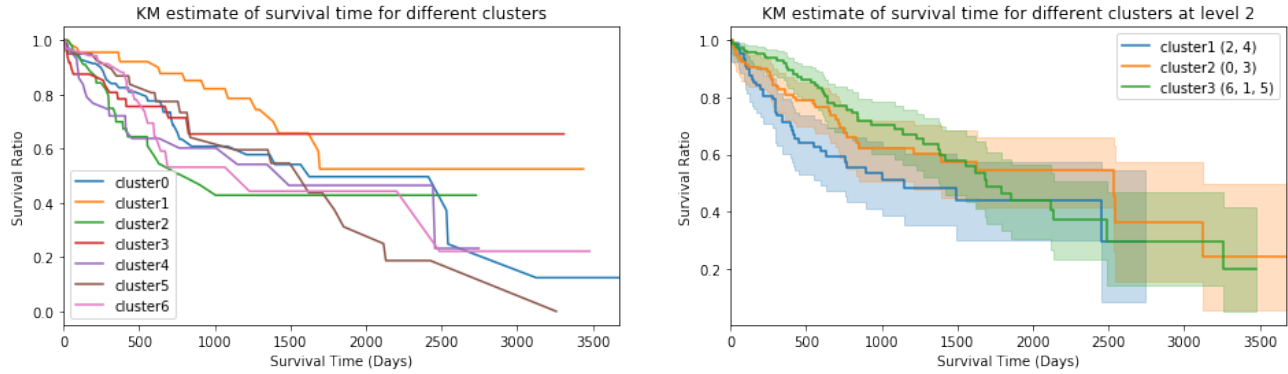 KM estimate of survival time for different clusters
1.0
0.8
0.6
0.4
0.2
0.0
Survival Ratio
cluster0
cluster1
cluster2
cluster3
cluster4
cluster5
cluster6
0 500 1000 1500 2000 2500 3000 3500
Survival Time (Days)
KM estimate of survival time for different clusters at level 2
1.0
0.8
0.6
0.4
0.2
Survival Ratio
cluster1 (2, 4)
cluster2 (0, 3)
cluster3 (6, 1, 5)
0 500 1000 1500 2000 2500 3000 3500
Survival Time (Days)